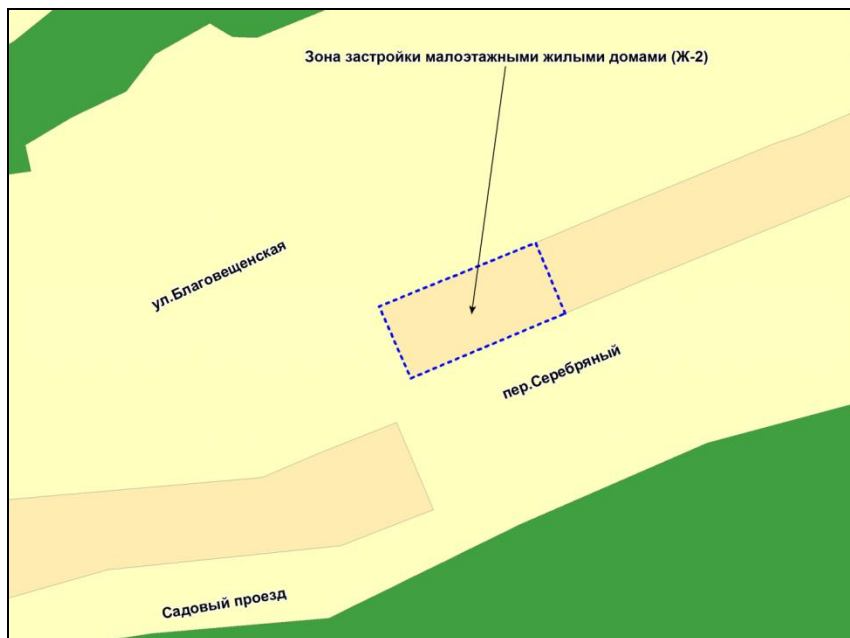 Зона застройки малоэтажными жилыми домами (Ж-2)
ул.Благовещенская
пер.Серебряный
Садовый проезд